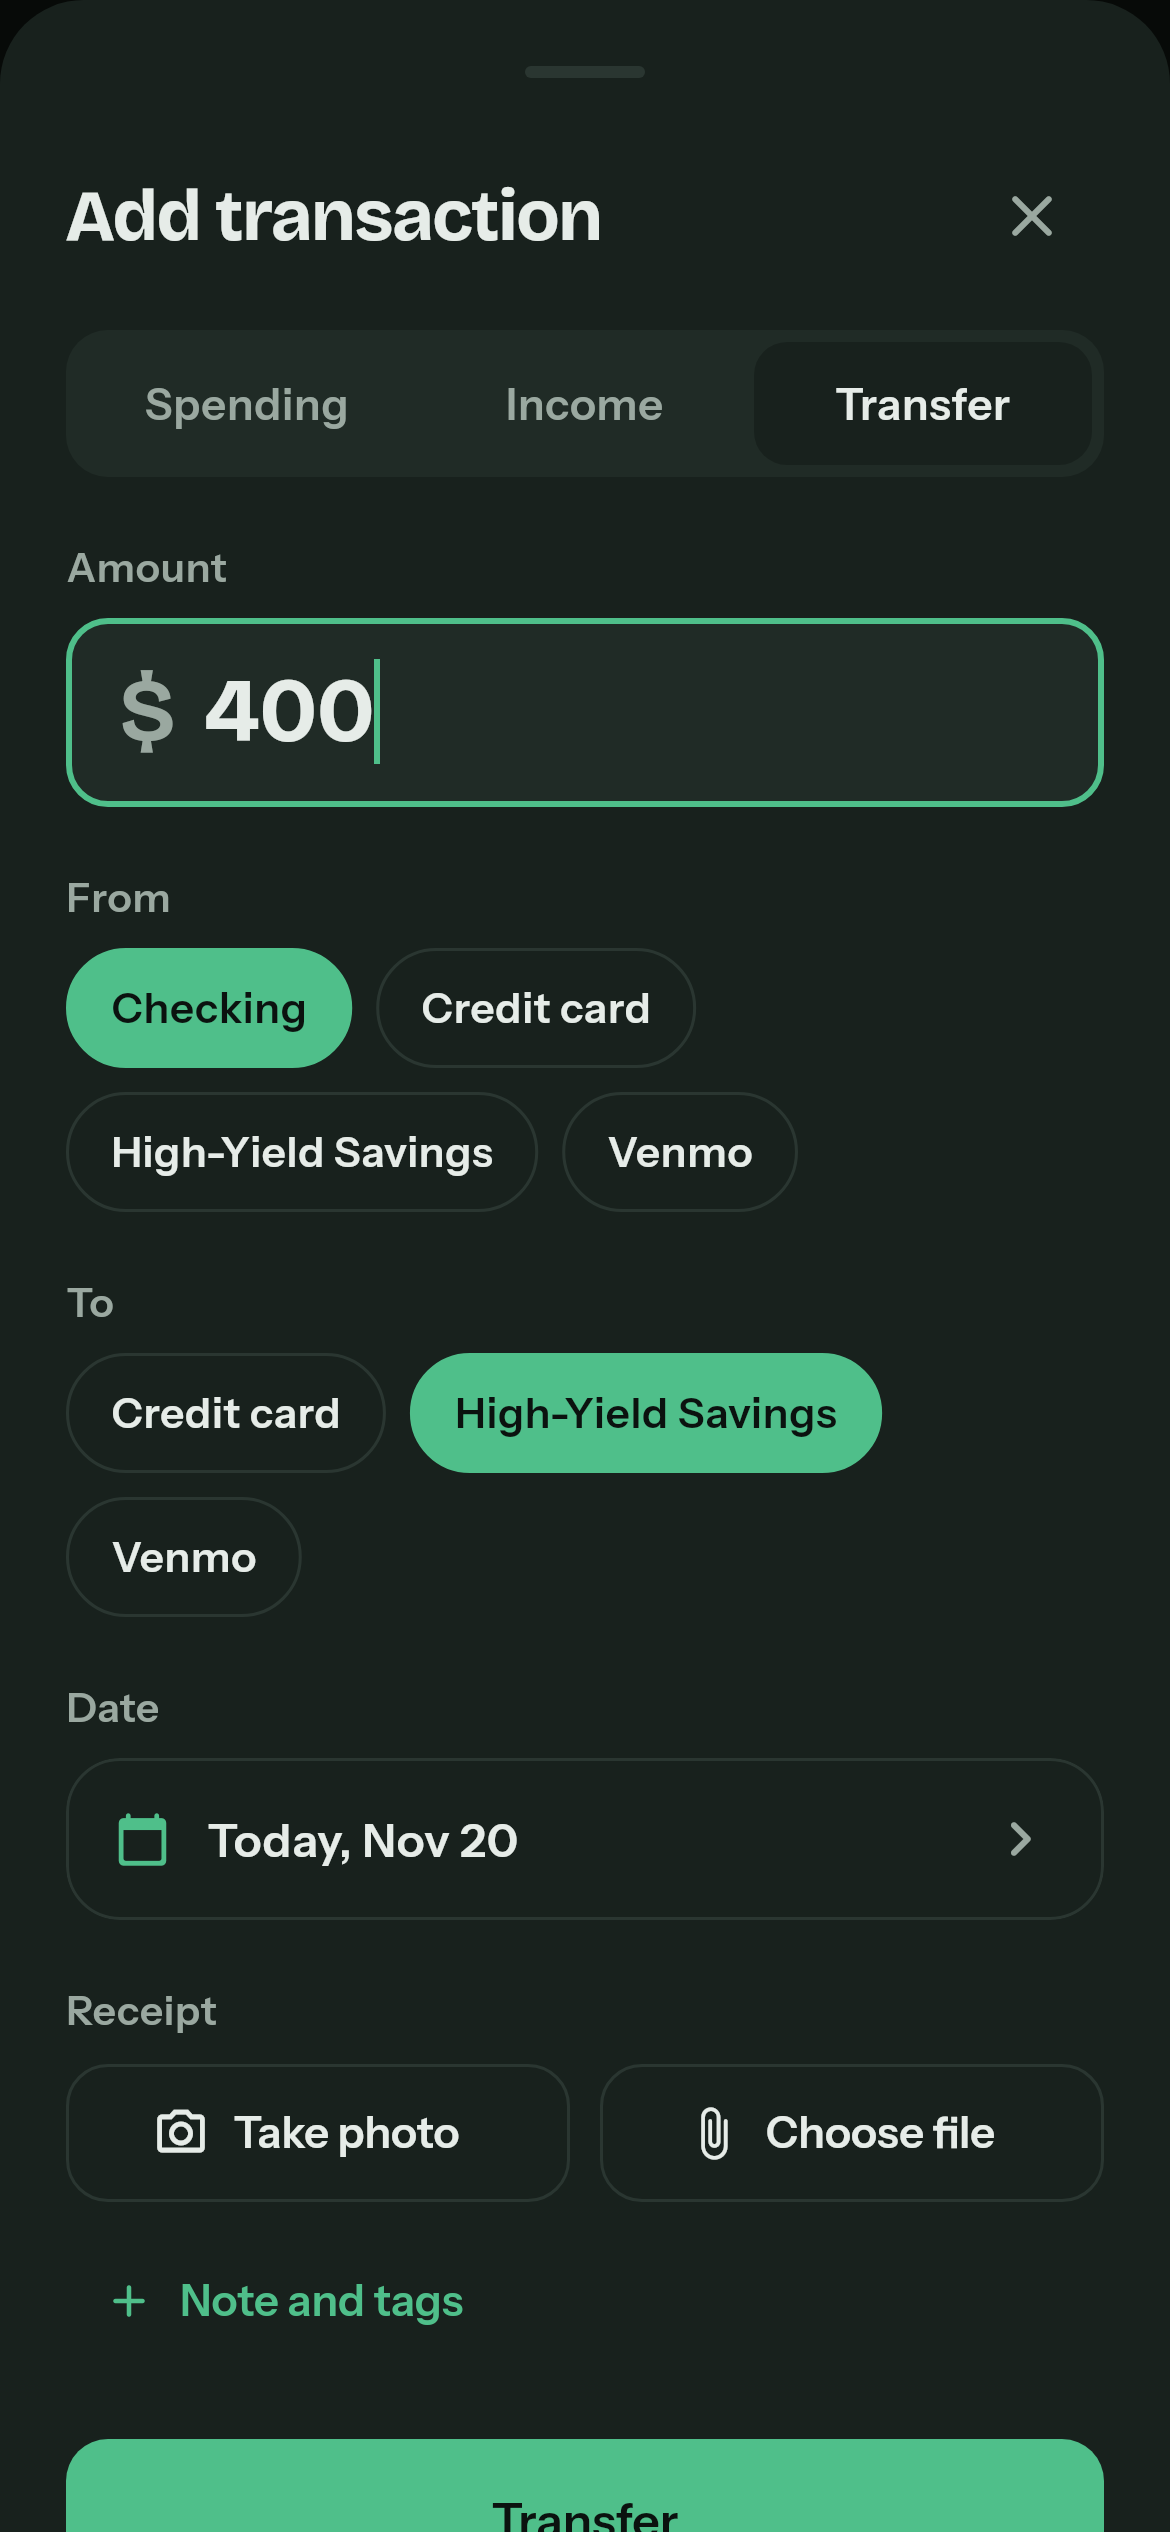 Add transaction
Spending Income Transfer
Amount
$ 400
From
Checking Credit card
High-Yield Savings Venmo
To
Credit card High-Yield Savings
Venmo
Date
Today, Nov 20
Receipt
Take photo Choose file
+ Note and tags
Transfer